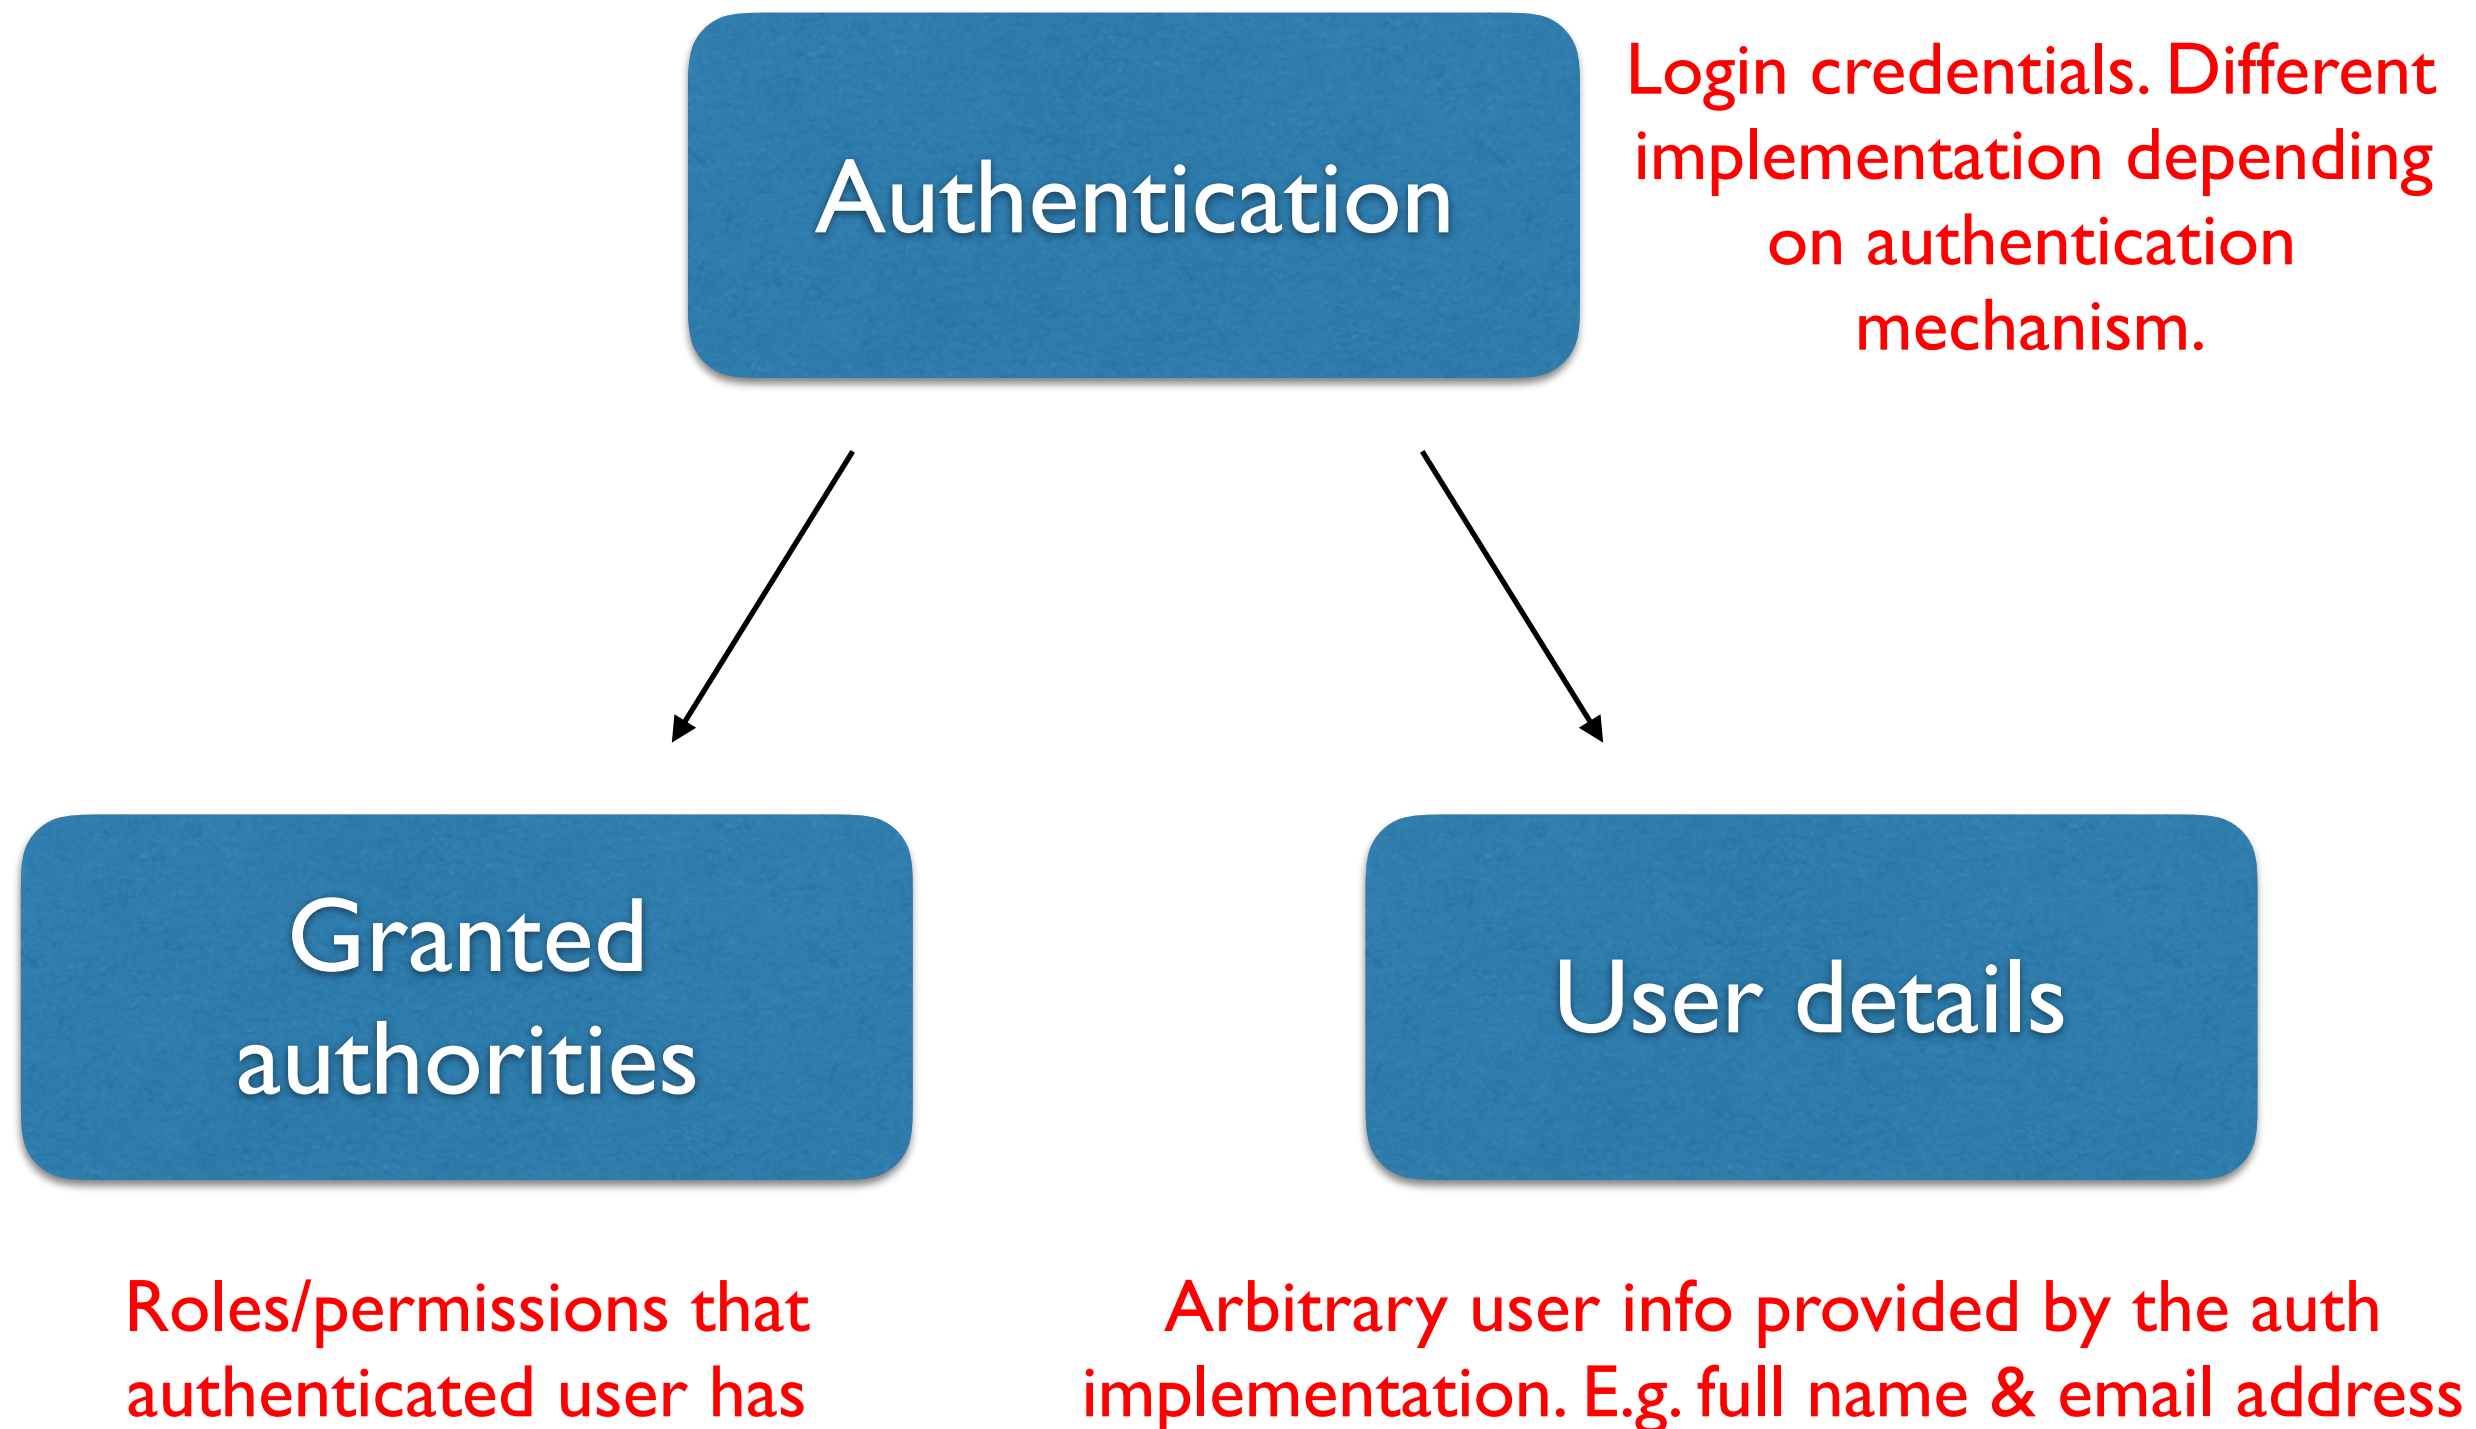 Authentication
Login credentials. Different
implementation depending
on authentication
mechanism.
Granted
authorities
User details
Roles/permissions that
authenticated user has
Arbitrary user info provided by the auth
implementation. E.g. full name & email address